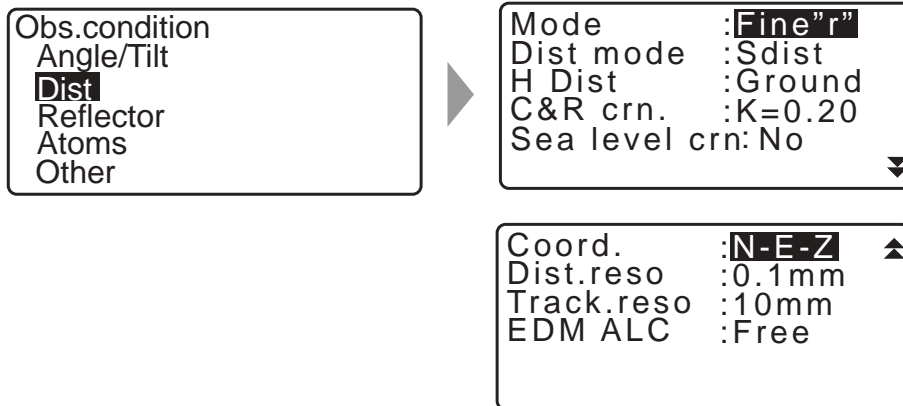 Obs.condition
Angle/Tilt
Dist
Reflector
Atoms
Other
Mode :Fine”r”
Dist mode :Sdist
H Dist :Ground
C&R crn. :K=0.20
Sea level crn: No
Coord. :N-E-Z
Dist.reso :0.1mm
Track.reso :10mm
EDM ALC :Free